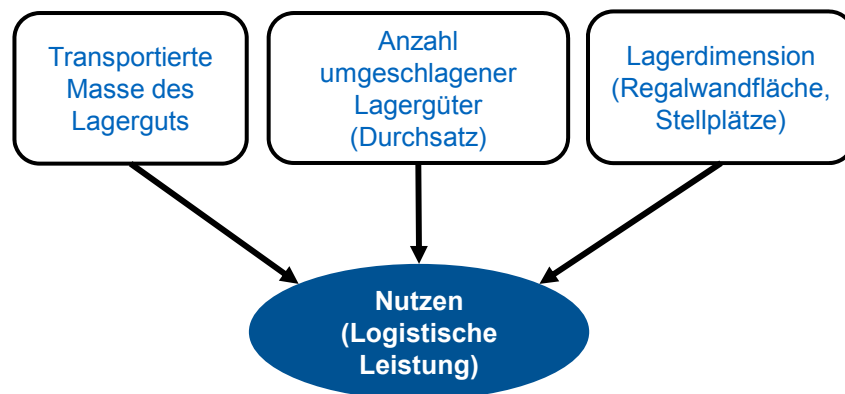 Transportierte
Masse des
Lagerguts
Anzahl
umgeschlagener
Lagergüter
(Durchsatz)
Lagerdimension
(Regalwandfläche,
Stellplätze)
Nutzen
(Logistische
Leistung)